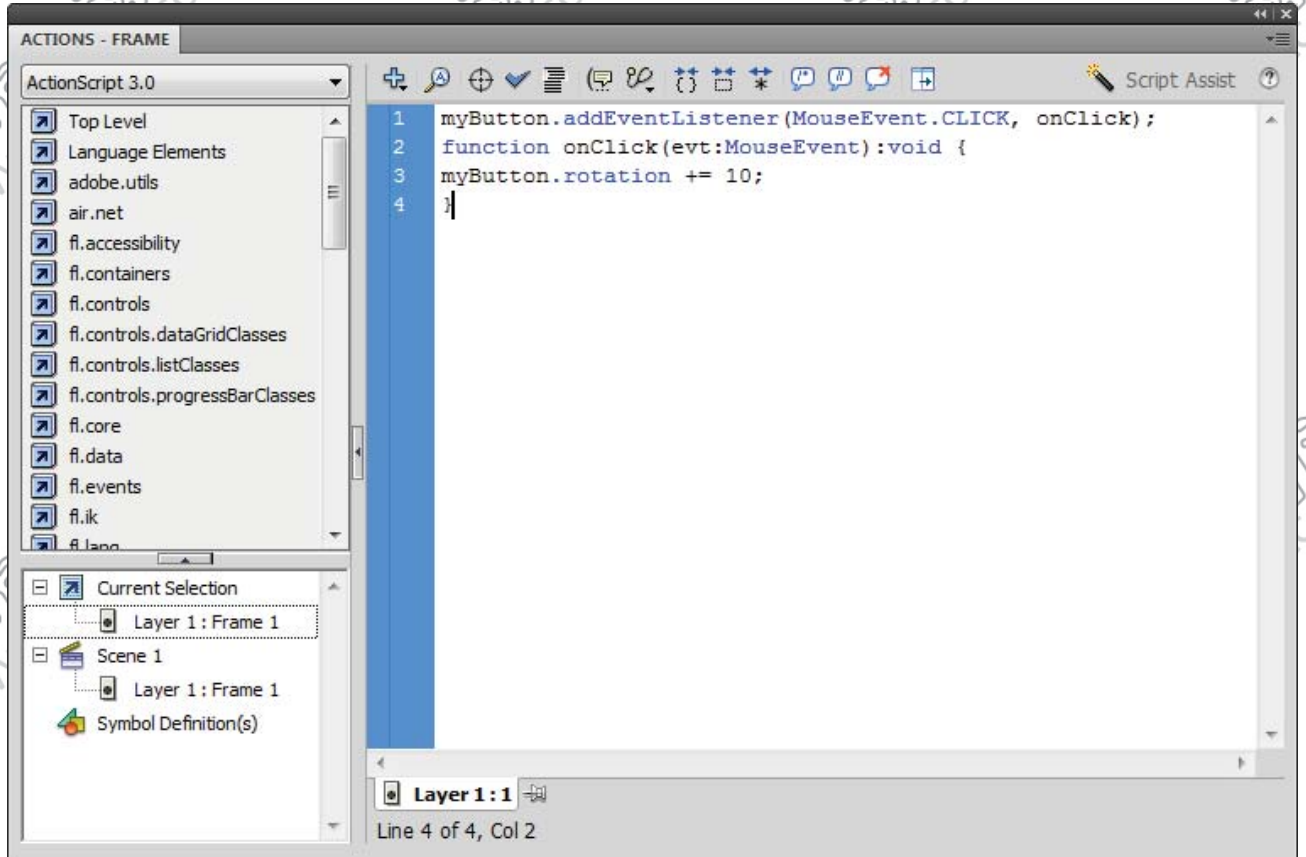 ACTIONS - FRAME
ActionScript 3.0
Script Assist
Top Level
Language Elements
adobe.utils
air.net
fl.accessibility
fl.containers
fl.controls
fl.controls.dataGridClasses
fl.controls.listClasses
fl.controls.progressBarClasses
fl.core
fl.data
fl.events
fl.ik
fl.lang
Current Selection
Layer 1 : Frame 1
Scene 1
Layer 1 : Frame 1
Symbol Definition(s)
1 myButton.addEventListener(MouseEvent.CLICK, onClick);
2 function onClick(evt:MouseEvent):void {
3 myButton.rotation += 10;
4 }
Layer 1 : 1
Line 4 of 4, Col 2